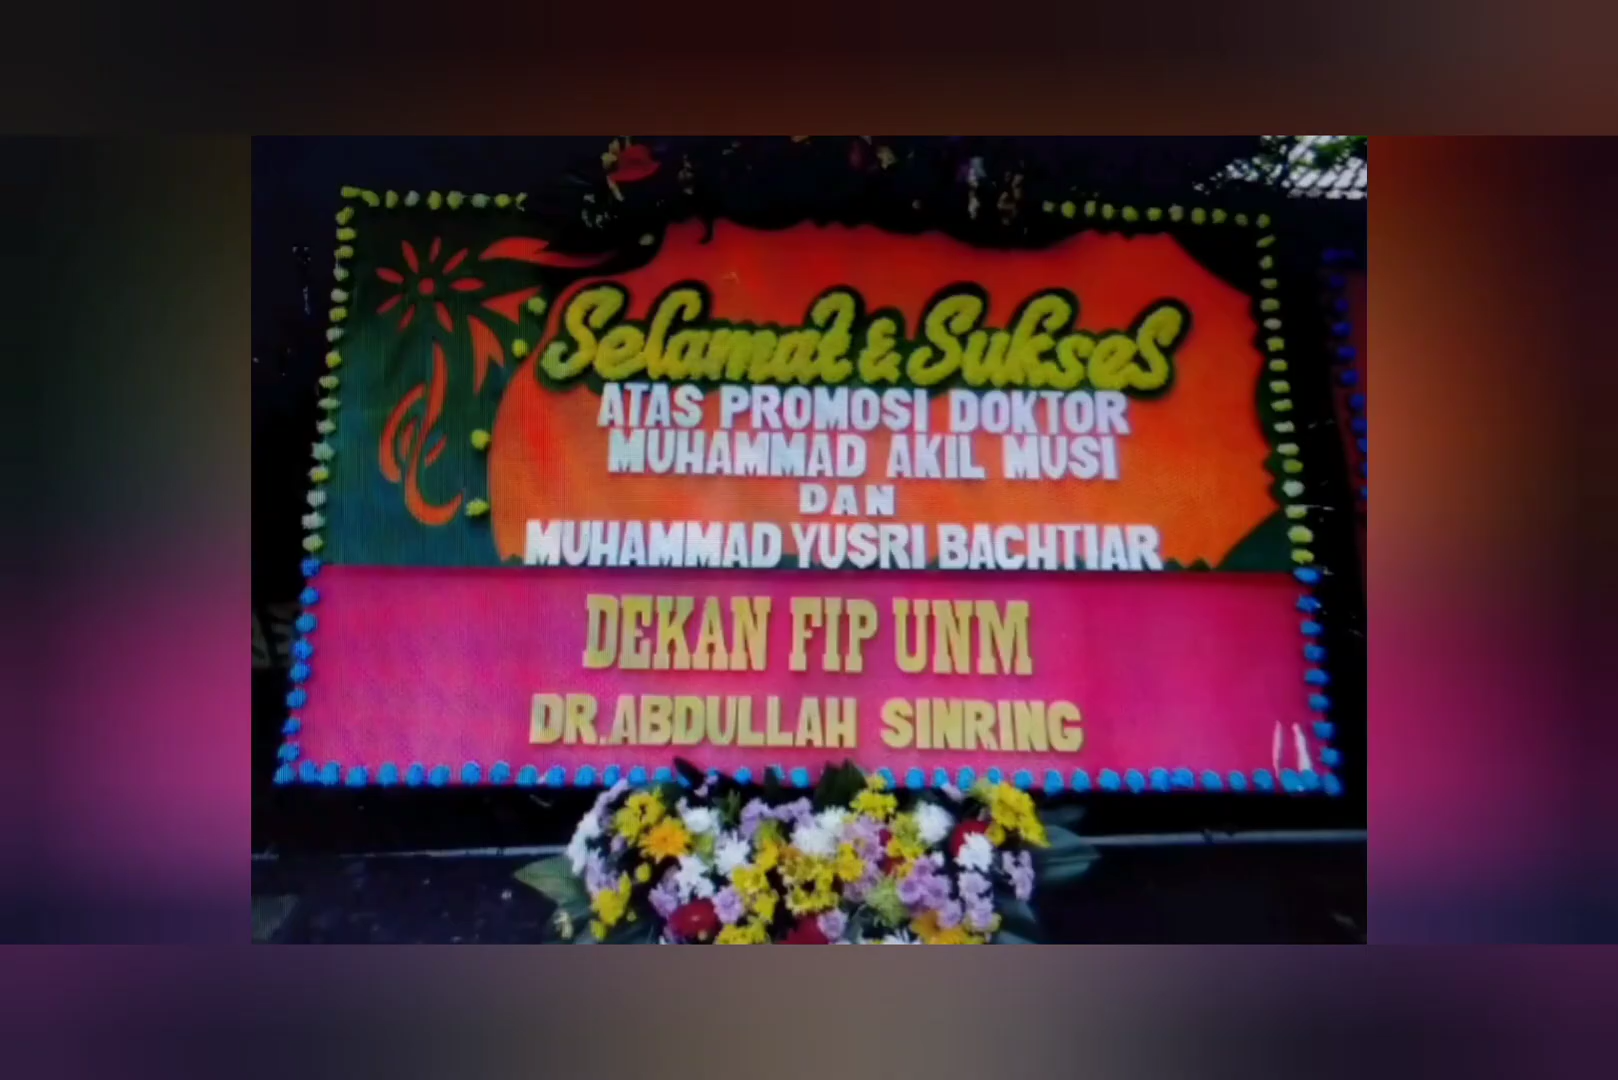 Selamat & Sukses
ATAS PROMOSI DOKTOR
MUHAMMAD AKIL MUSI
DAN
MUHAMMAD YUSRI BACHTIAR
DEKAN FIP UNM
DR.ABDULLAH SINRING